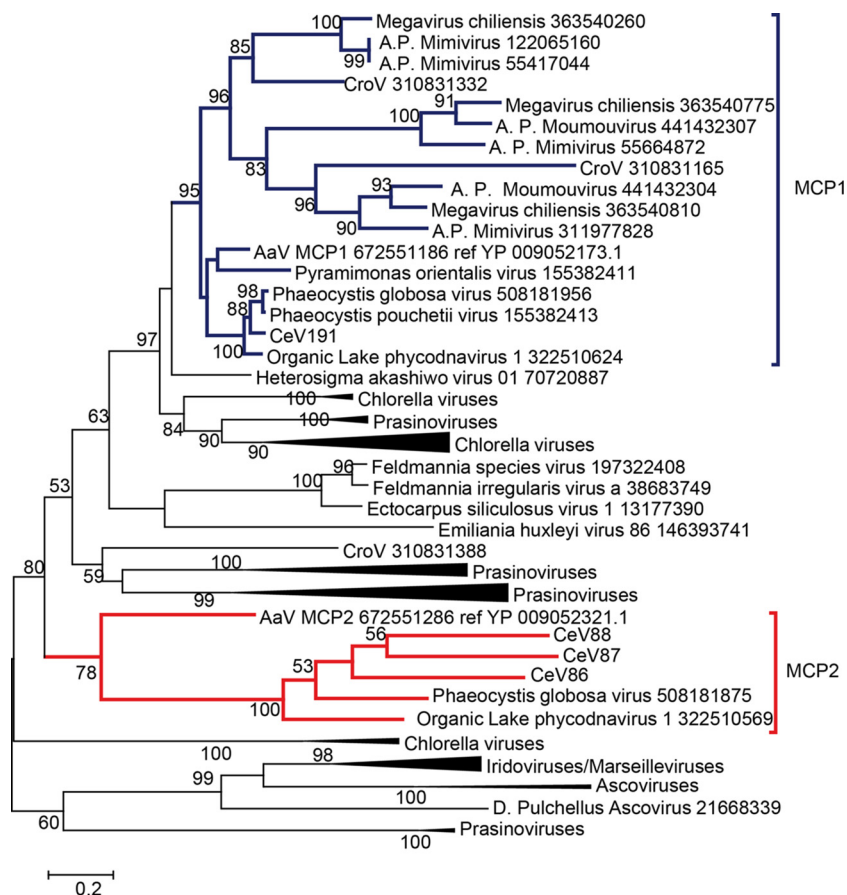 100
Megavirus chiliensis 363540260
85
A.P. Mimivirus 122065160
99
A.P. Mimivirus 55417044
CroV 310831332
96
91
Megavirus chiliensis 363540775
100
A. P. Moumouvirus 441432307
83
A. P. Mimivirus 55664872
CroV 310831165
MCP1
95
93
A. P. Moumouvirus 441432304
96
Megavirus chiliensis 363540810
90
A.P. Mimivirus 311977828
AaV MCP1 672551186 ref YP 009052173.1
Pyramimonas orientalis virus 155382411
98
Phaeocystis globosa virus 508181956
88
Phaeocystis pouchetii virus 155382413
CeV191
100
Organic Lake phycodnavirus 1 322510624
97
Heterosigma akashiwo virus 01 70720887
100
Chlorella viruses
84
100
Prasinoviruses
90
90
Chlorella viruses
63
96
Feldmannia species virus 197322408
100
Feldmannia irregularis virus a 38683749
Ectocarpus siliculosus virus 1 13177390
53
Emiliania huxleyi virus 86 146393741
CroV 310831388
80
59
100
Prasinoviruses
99
Prasinoviruses
AaV MCP2 672551286 ref YP 009052321.1
56
CeV88
78
53
CeV87
CeV86
MCP2
100
Phaeocystis globosa virus 508181875
Organic Lake phycodnavirus 1 322510569
100
Chlorella viruses
98
Iridoviruses/Marseilleviruses
99
100
Ascoviruses
D. Pulchellus Ascovirus 21668339
60
100
Prasinoviruses
0.2